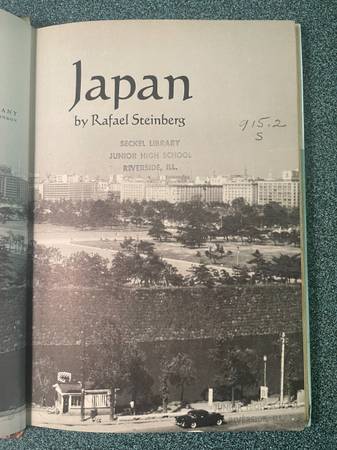 Japan
by Rafael Steinberg
915.2
S
SECKEL LIBRARY
JUNIOR HIGH SCHOOL
RIVERSIDE, ILL.